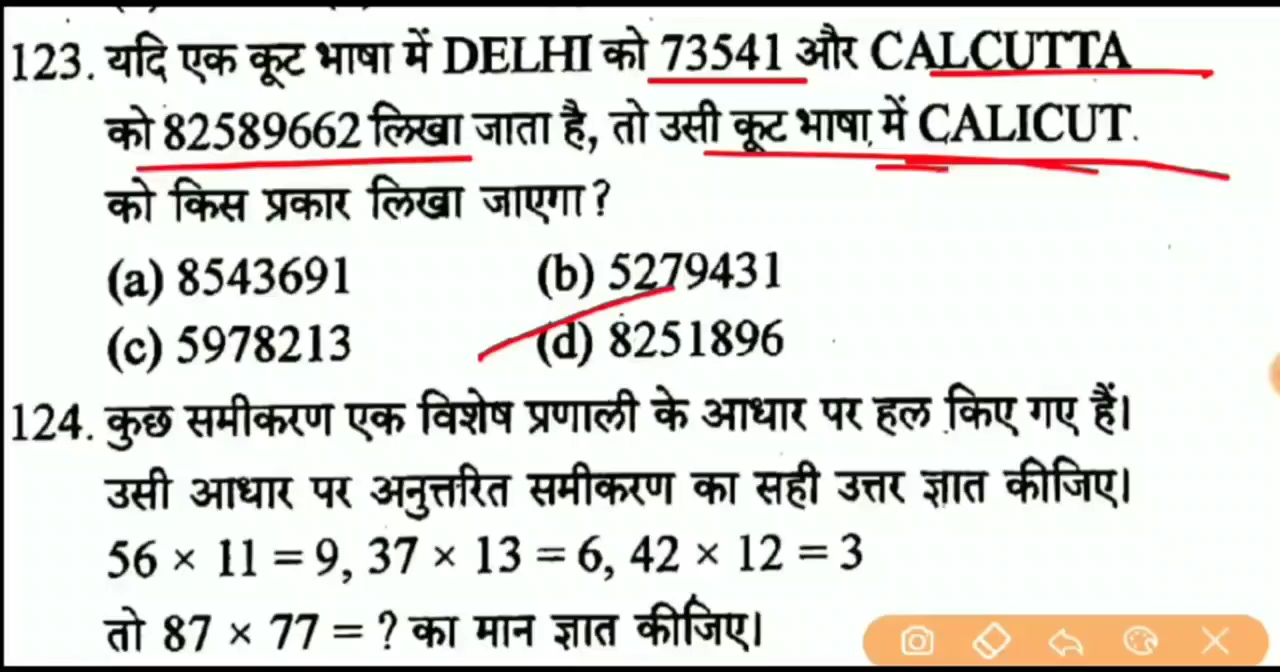 123. यदि एक कूट भाषा में DELHI को 73541 और CALCUTTA
को 82589662 लिखा जाता है, तो उसी कूट भाषा में CALICUT
को किस प्रकार लिखा जाएगा?
(a) 8543691 (b) 5279431
(c) 5978213 (d) 8251896
124. कुछ समीकरण एक विशेष प्रणाली के आधार पर हल किए गए हैं।
उसी आधार पर अनुत्तरित समीकरण का सही उत्तर ज्ञात कीजिए।
56 × 11 = 9, 37 × 13 = 6, 42 × 12 = 3
तो 87 × 77 = ? का मान ज्ञात कीजिए।